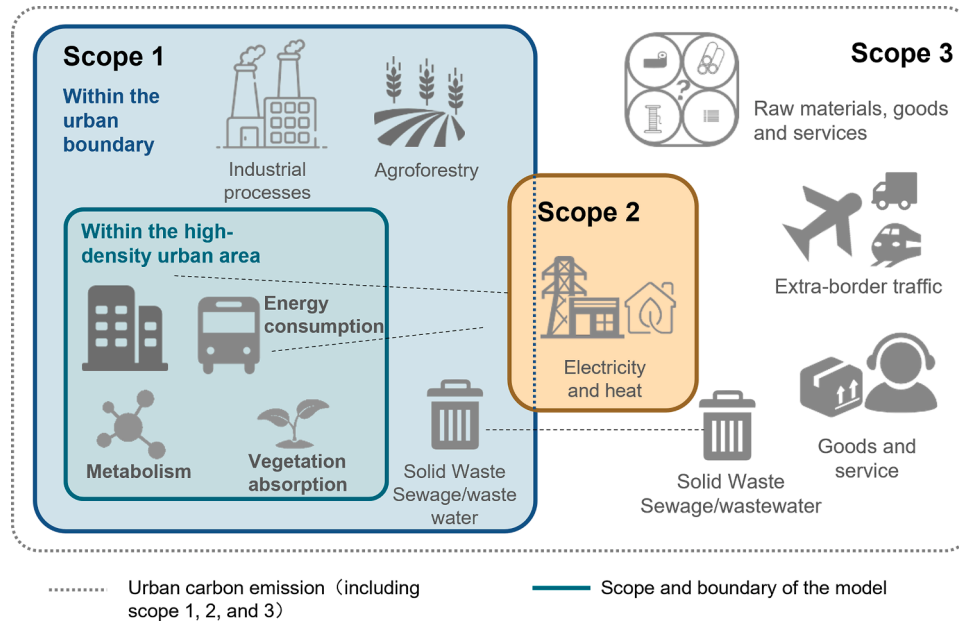 Scope 1
Within the
urban
boundary
Industrial
processes
Agroforestry
Within the high-
density urban area
Energy
consumption
Metabolism
Vegetation
absorption
Solid Waste
Sewage/waste
water
Scope 2
Electricity
and heat
Scope 3
?
Raw materials, goods
and services
Extra-border traffic
Goods and
service
Solid Waste
Sewage/wastewater
Urban carbon emission（including
scope 1, 2, and 3）
Scope and boundary of the model